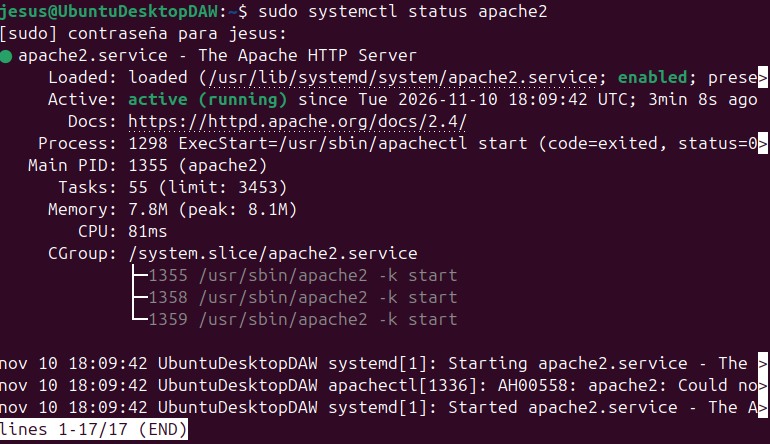 jesus@UbuntuDesktopDAW:~$ sudo systemctl status apache2
[sudo] contraseña para jesus:
● apache2.service - The Apache HTTP Server
     Loaded: loaded (/usr/lib/systemd/system/apache2.service; enabled; prese>
     Active: active (running) since Tue 2026-11-10 18:09:42 UTC; 3min 8s ago
       Docs: https://httpd.apache.org/docs/2.4/
    Process: 1298 ExecStart=/usr/sbin/apachectl start (code=exited, status=0>
   Main PID: 1355 (apache2)
      Tasks: 55 (limit: 3453)
     Memory: 7.8M (peak: 8.1M)
        CPU: 81ms
     CGroup: /system.slice/apache2.service
             ├─1355 /usr/sbin/apache2 -k start
             ├─1358 /usr/sbin/apache2 -k start
             └─1359 /usr/sbin/apache2 -k start

nov 10 18:09:42 UbuntuDesktopDAW systemd[1]: Starting apache2.service - The >
nov 10 18:09:42 UbuntuDesktopDAW apachectl[1336]: AH00558: apache2: Could no>
nov 10 18:09:42 UbuntuDesktopDAW systemd[1]: Started apache2.service - The A>
lines 1-17/17 (END)